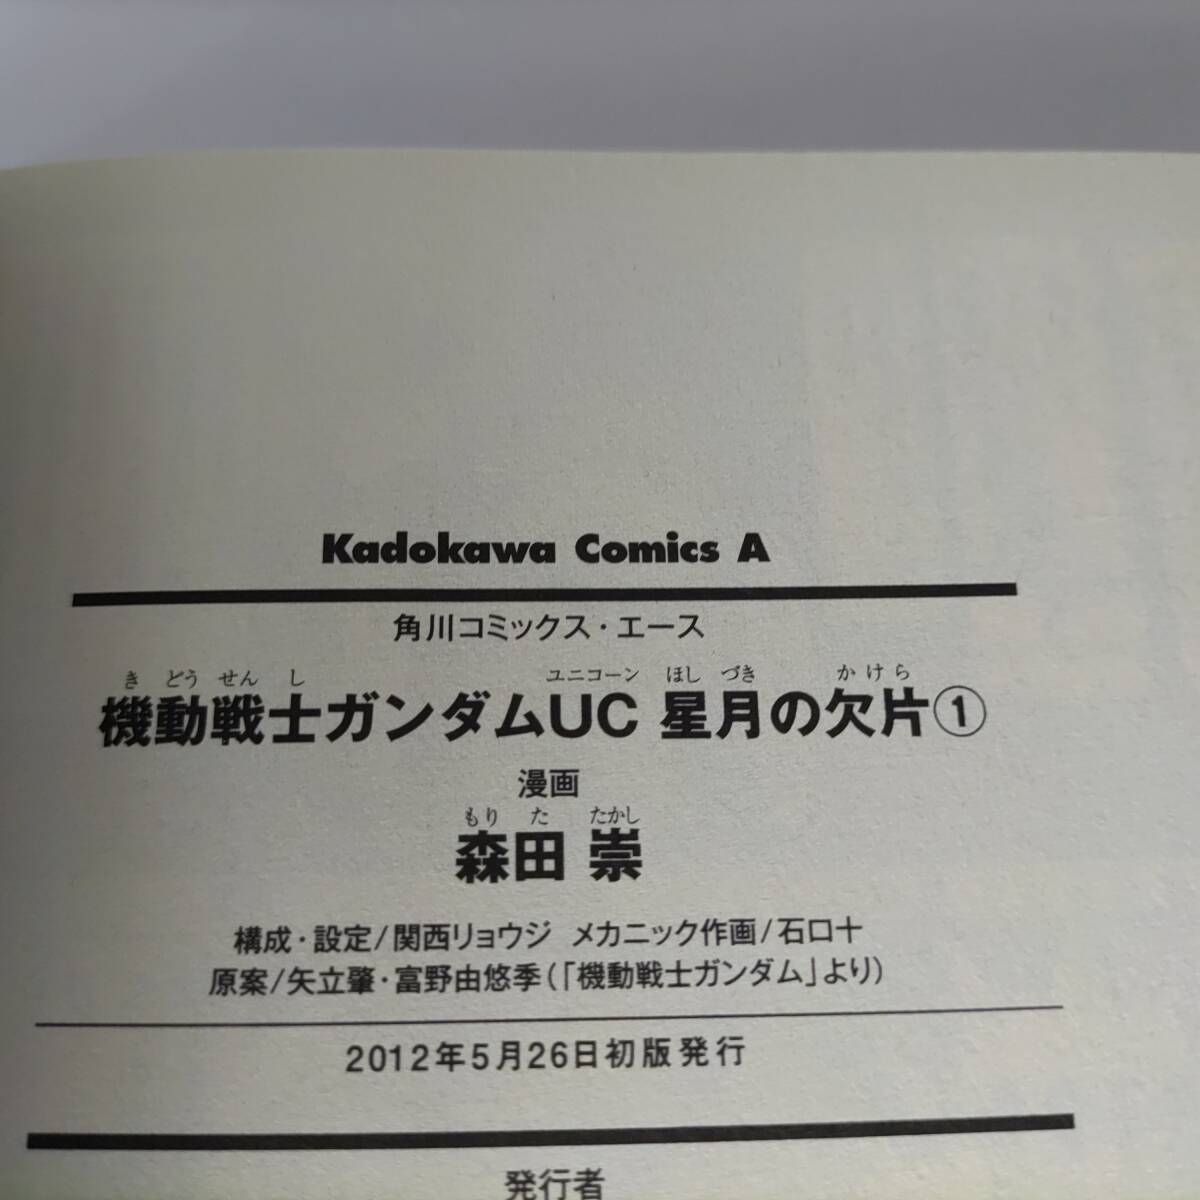 Kadokawa Comics A
角川コミックス・エース
き どう せん し ユニコーン ほし づき かけら
機動戦士ガンダムUC 星月の欠片①
漫画
もり た たかし
森田 崇
構成・設定/関西リョウジ メカニック作画/石口十
原案/矢立肇・富野由悠季(「機動戦士ガンダム」より)
2012年5月26日初版発行
発行者